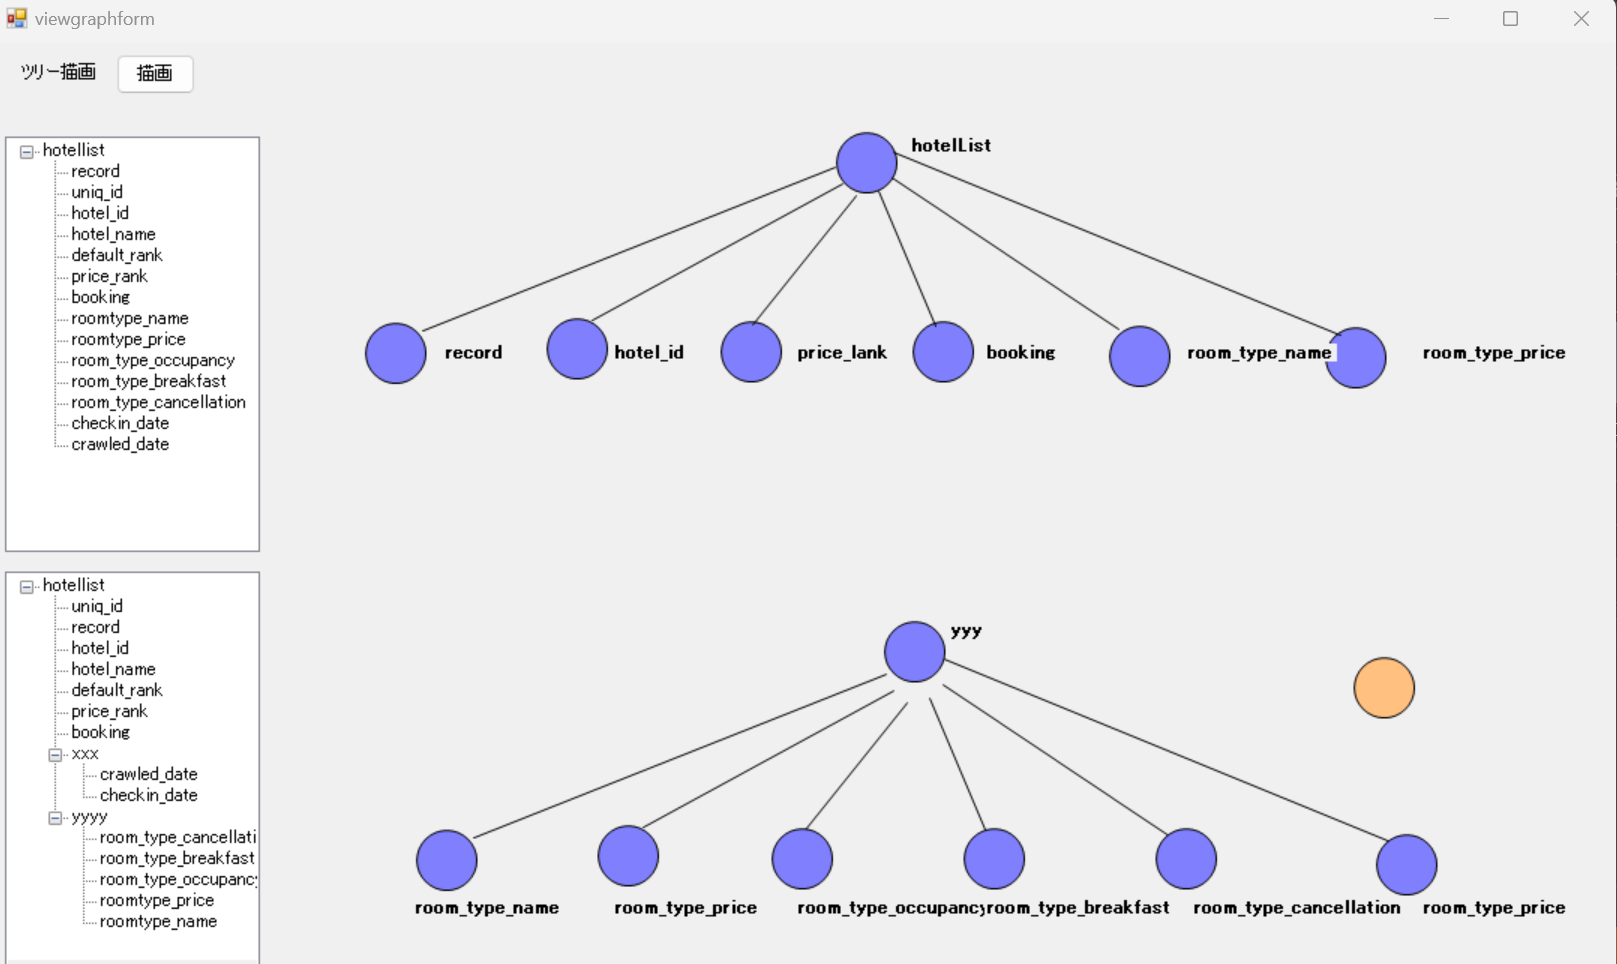 viewgraphform
ツリー描画 描画
hotellist
record
uniq_id
hotel_id
hotel_name
default_rank
price_rank
booking
roomtype_name
roomtype_price
room_type_occupancy
room_type_breakfast
room_type_cancellation
checkin_date
crawled_date
hotelList
record hotel_id price_lank booking room_type_name room_type_price
hotellist
uniq_id
record
hotel_id
hotel_name
default_rank
price_rank
booking
xxx
crawled_date
checkin_date
yyyy
room_type_cancellati
room_type_breakfast
room_type_occupanc
roomtype_price
roomtype_name
yyy
room_type_name room_type_price room_type_occupancy room_type_breakfast room_type_cancellation room_type_price